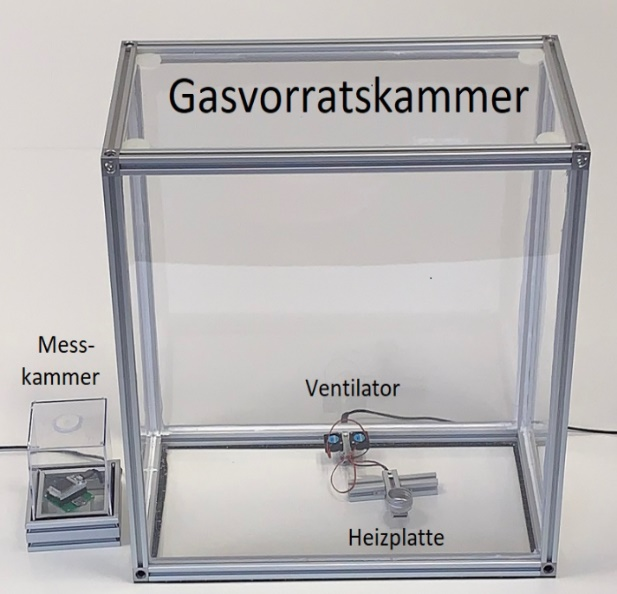 Gasvorratskammer
Mess-
kammer
Ventilator
Heizplatte